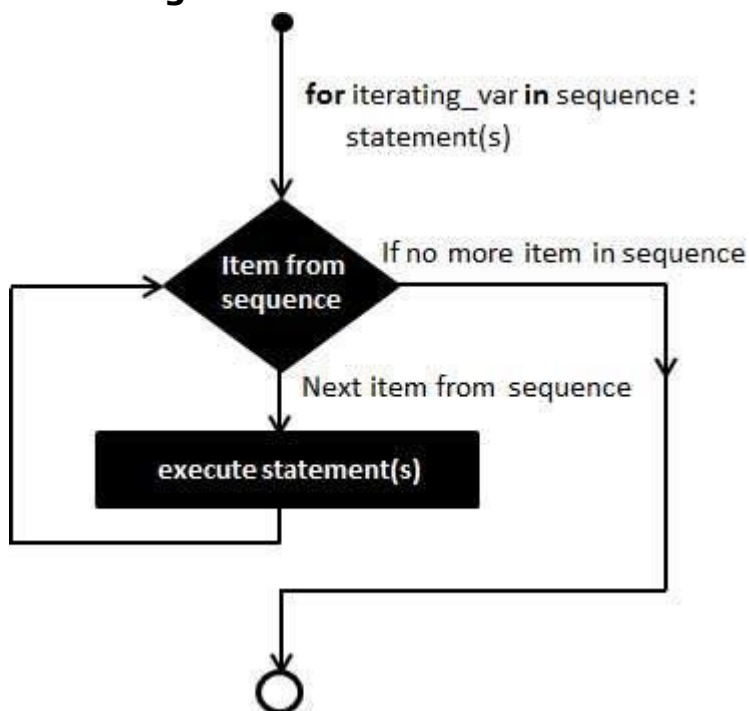 for iterating_var in sequence :
statement(s)
If no more item in sequence
Item from
sequence
Next item from sequence
execute statement(s)